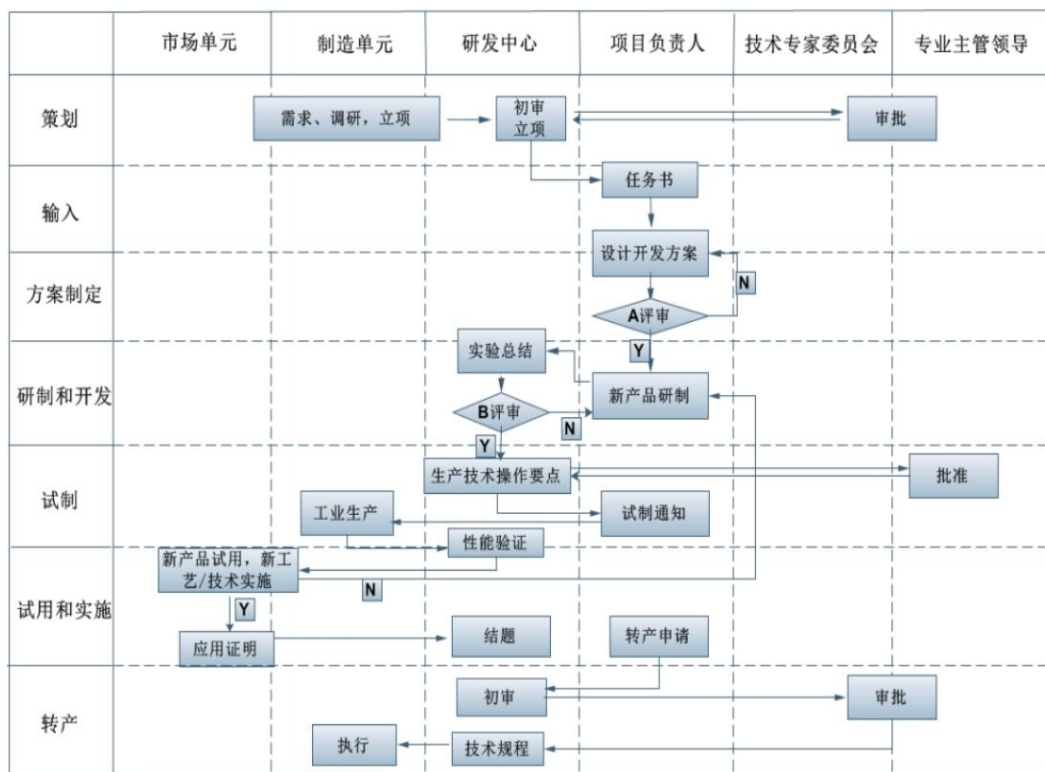 市场单元
制造单元
研发中心
项目负责人
技术专家委员会
专业主管领导
策划
需求、调研，立项
初审
立项
审批
输入
任务书
设计开发方案
N
方案制定
A评审
Y
研制和开发
实验总结
新产品研制
B评审
N
Y
试制
生产技术操作要点
批准
工业生产
试制通知
性能验证
试用和实施
新产品试用，新工
艺/技术实施
N
Y
应用证明
结题
转产申请
转产
初审
审批
执行
技术规程